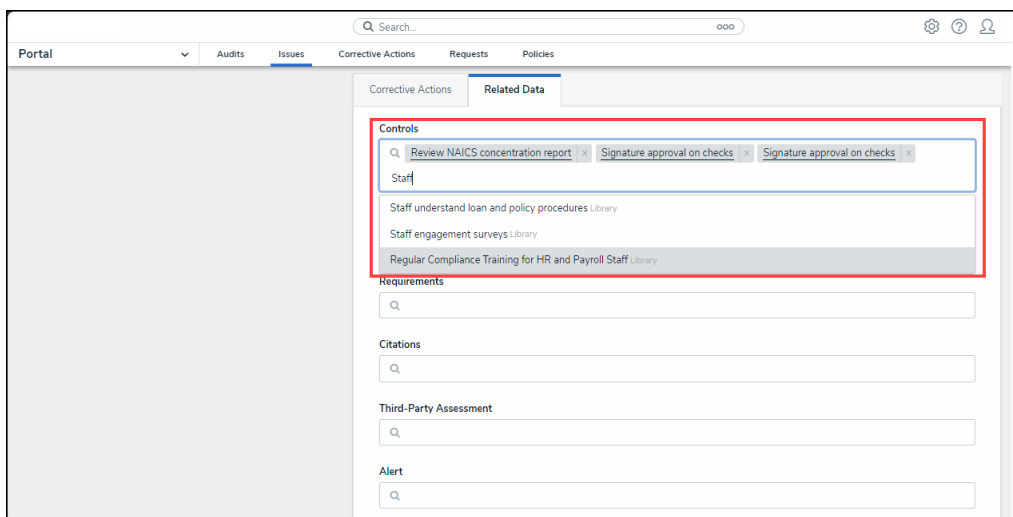 Search... ooo
Portal Audits Issues Corrective Actions Requests Policies
Corrective Actions Related Data
Controls
Review NAICS concentration report × Signature approval on checks × Signature approval on checks ×
Staff
Staff understand loan and policy procedures Library
Staff engagement surveys Library
Regular Compliance Training for HR and Payroll Staff Library
Requirements
Citations
Third-Party Assessment
Alert